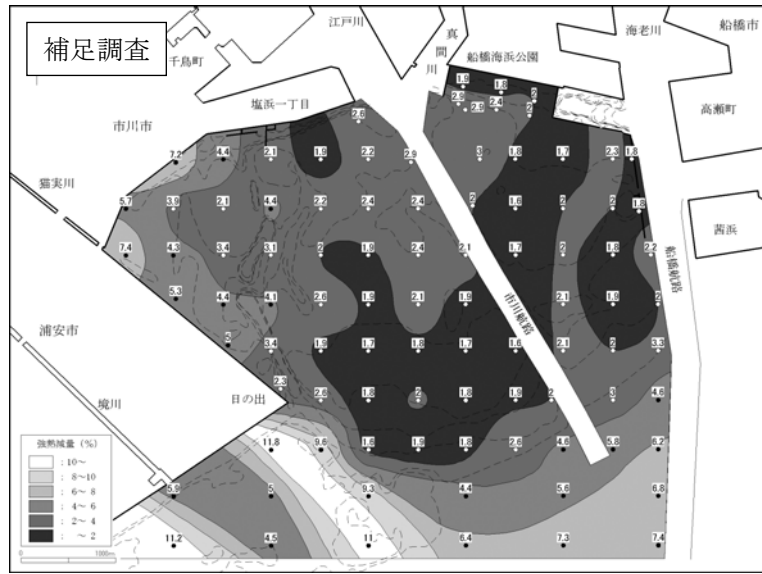 補足調査
江戸川
真間川
船橋海浜公園
海老川
船橋市
千鳥町
塩浜一丁目
高瀬町
市川市
猫実川
茜浜
船橋航路
市川航路
浦安市
境川
日の出
1.9 1.8 2
2.9 2.9 2.4 2
2.6
7.2 4.4 2.1 1.9 2.2 2.9 3 1.8 1.7 2.3 1.8
5.7 3.9 2.1 4.4 2.2 2.4 2.4 2 1.6 2 2 1.8
7.4 4.3 3.4 3.1 2 1.9 2.4 2.1 1.7 2 1.8 2.2
5.3 4.4 4.1 2.6 1.9 2.1 1.9 2.1 1.9 2
5 3.4 1.9 1.7 1.8 1.7 1.6 2.1 2 3.3
2.3 2.6 1.8 2 1.8 1.9 2 3 4.6
11.8 9.6 1.6 1.9 1.8 2.6 4.6 5.8 6.2
5.9 5 9.3 4.4 5.6 6.8
11.2 4.5 11 6.4 7.3 7.4
強熱減量（%）
：10～
：8～10
：6～8
：4～6
：2～4
：～2
0 1000m